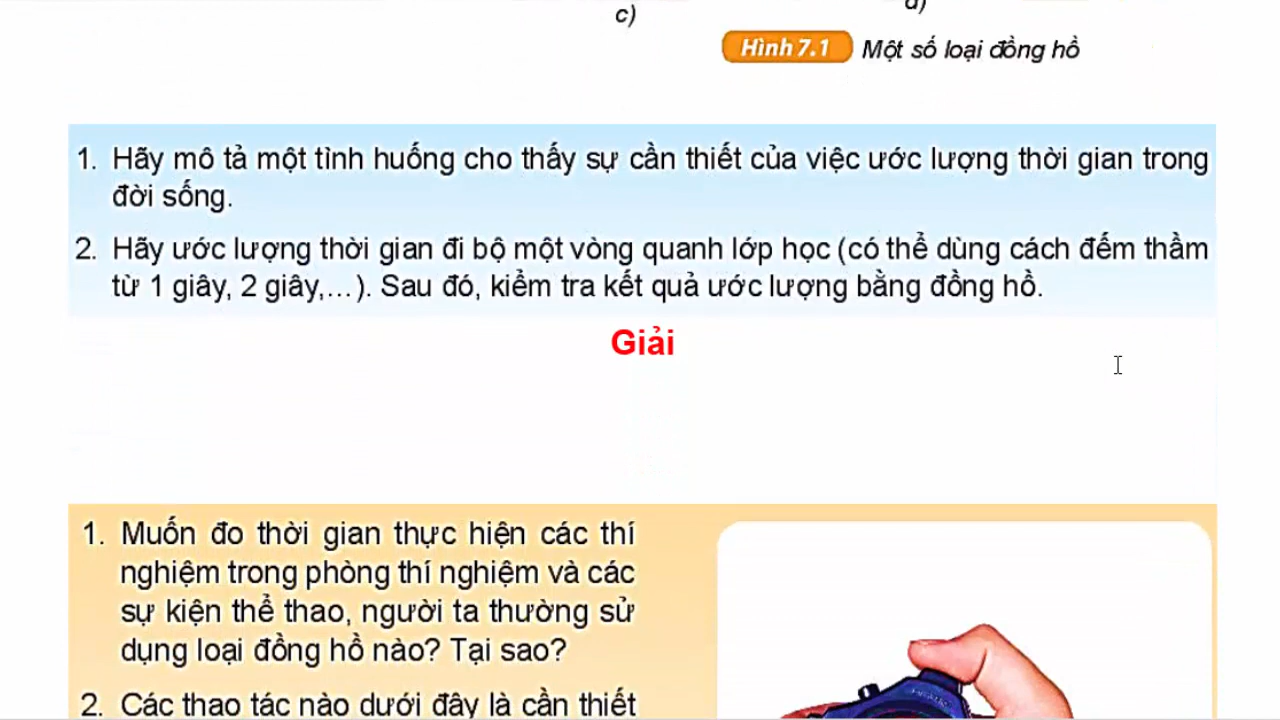 c)
d)
Hình 7.1 Một số loại đồng hồ
1. Hãy mô tả một tình huống cho thấy sự cần thiết của việc ước lượng thời gian trong
đời sống.
2. Hãy ước lượng thời gian đi bộ một vòng quanh lớp học (có thể dùng cách đếm thầm
từ 1 giây, 2 giây,...). Sau đó, kiểm tra kết quả ước lượng bằng đồng hồ.
Giải
1. Muốn đo thời gian thực hiện các thí
nghiệm trong phòng thí nghiệm và các
sự kiện thể thao, người ta thường sử
dụng loại đồng hồ nào? Tại sao?
2. Các thao tác nào dưới đây là cần thiết